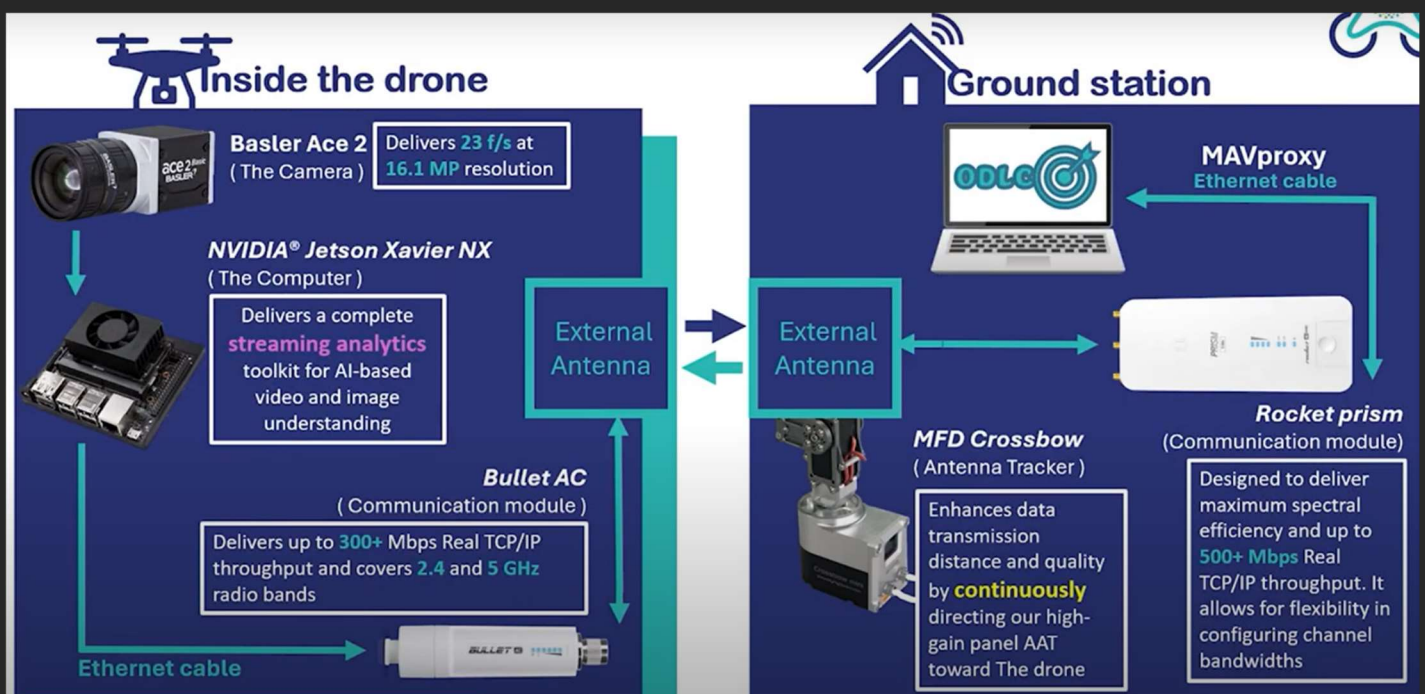 Inside the drone
Basler Ace 2
( The Camera )
Delivers 23 f/s at
16.1 MP resolution
ace 2 Basic
BASLER
NVIDIA® Jetson Xavier NX
( The Computer )
Delivers a complete
streaming analytics
toolkit for AI-based
video and image
understanding
External
Antenna
Bullet AC
( Communication module )
Delivers up to 300+ Mbps Real TCP/IP
throughput and covers 2.4 and 5 GHz
radio bands
BULLET
Ethernet cable
Ground station
ODLC
MAVproxy
Ethernet cable
External
Antenna
PRISM
Rocket prism
(Communication module)
Designed to deliver
maximum spectral
efficiency and up to
500+ Mbps Real
TCP/IP throughput. It
allows for flexibility in
configuring channel
bandwidths
MFD Crossbow
( Antenna Tracker )
Enhances data
transmission
distance and quality
by continuously
directing our high-
gain panel AAT
toward The drone